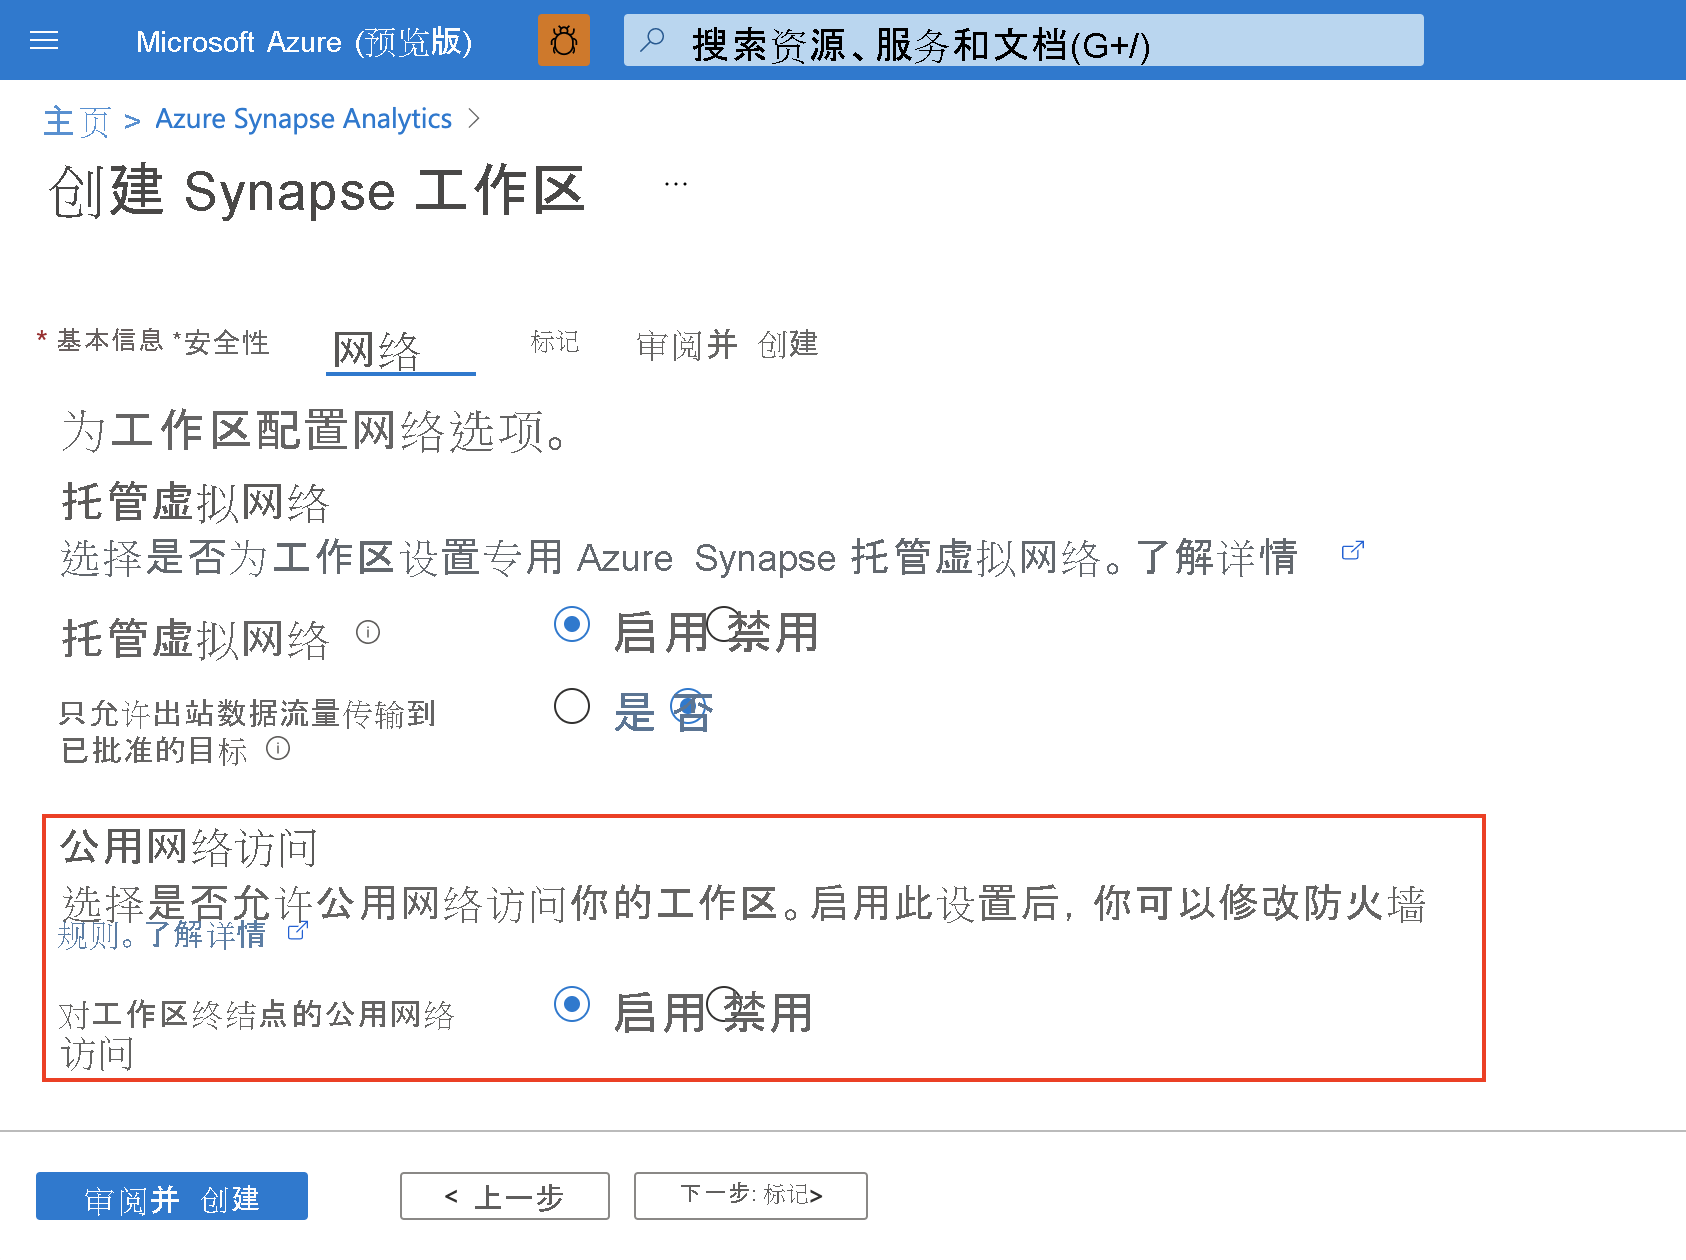 Microsoft Azure (预览版)
搜索资源、服务和文档(G+/)
主页 > Azure Synapse Analytics >
创建 Synapse 工作区 ...
* 基本信息 *安全性 网络 标记 审阅并 创建
为工作区配置网络选项。
托管虚拟网络
选择是否为工作区设置专用 Azure Synapse 托管虚拟网络。了解详情
托管虚拟网络 启用 禁用
只允许出站数据流量传输到 是 否
已批准的目标
公用网络访问
选择是否允许公用网络访问你的工作区。启用此设置后, 你可以修改防火墙
规则。了解详情
对工作区终结点的公用网络 启用 禁用
访问
审阅并 创建 < 上一步 下一步: 标记>